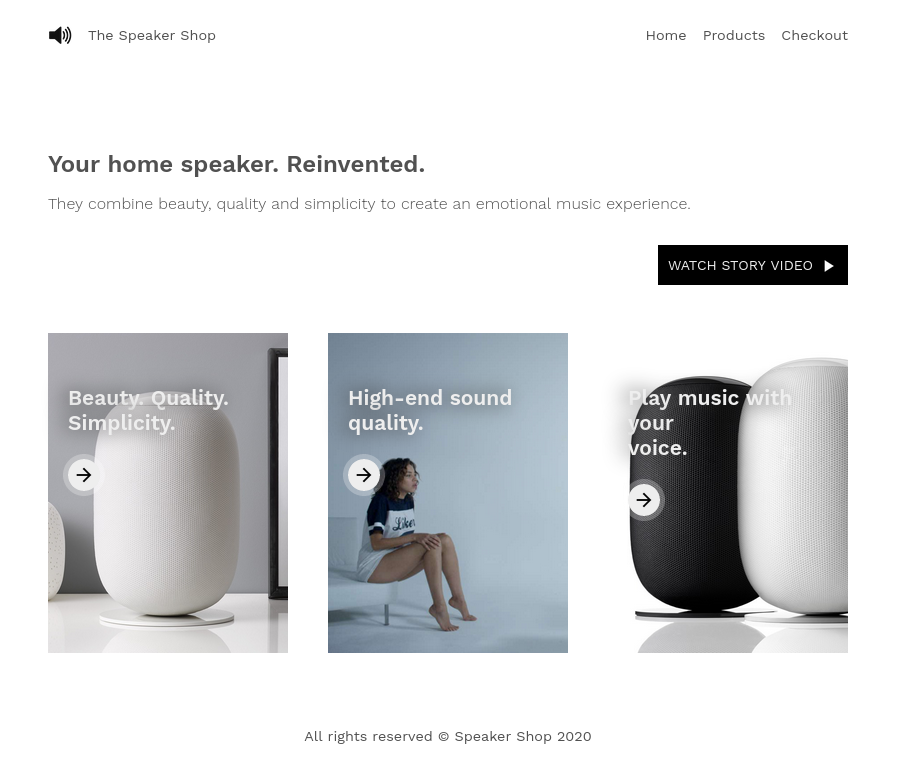 The Speaker Shop
Home Products Checkout
Your home speaker. Reinvented.
They combine beauty, quality and simplicity to create an emotional music experience.
WATCH STORY VIDEO
Beauty. Quality.
Simplicity.
High-end sound
quality.
Play music with
your
voice.
All rights reserved © Speaker Shop 2020